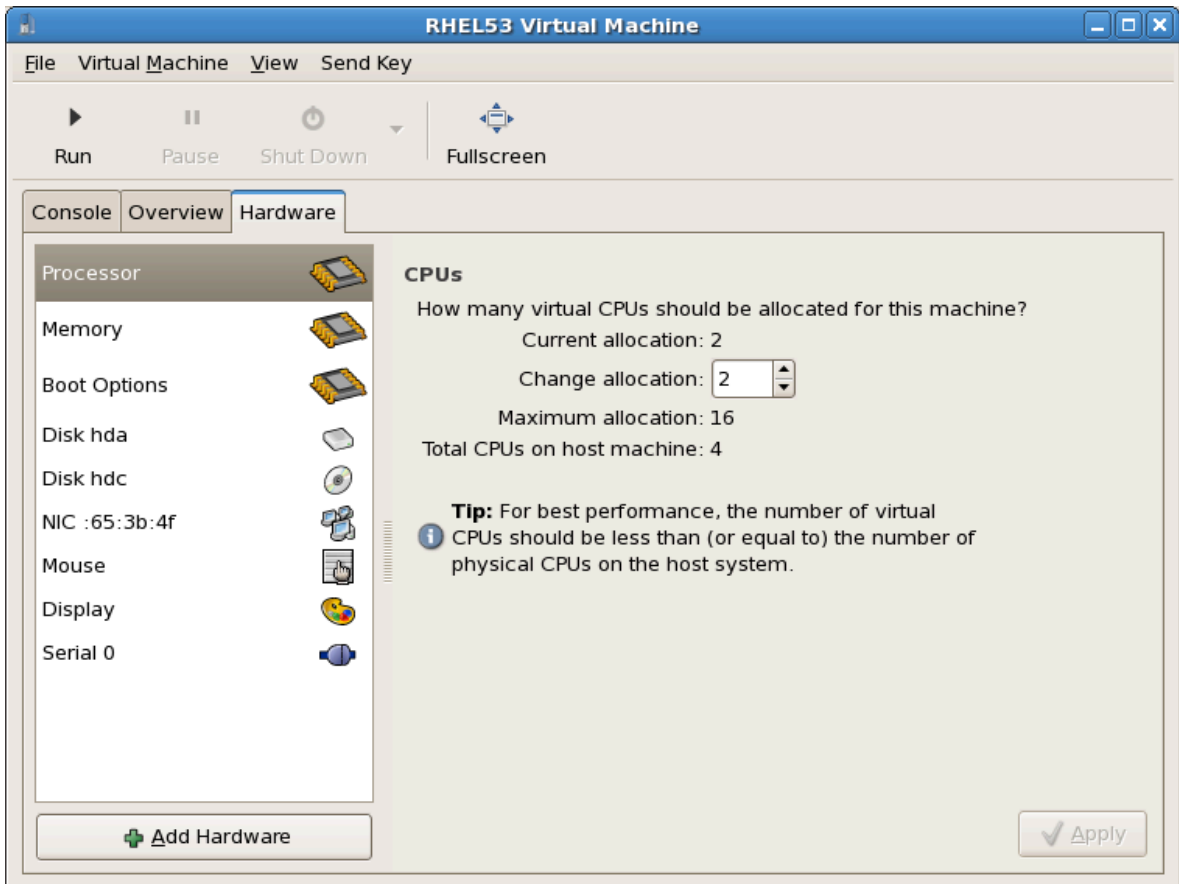 RHEL53 Virtual Machine
File Virtual Machine View Send Key
Run Pause Shut Down Fullscreen
Console Overview Hardware
Processor
Memory
Boot Options
Disk hda
Disk hdc
NIC :65:3b:4f
Mouse
Display
Serial 0
Add Hardware
CPUs
How many virtual CPUs should be allocated for this machine?
Current allocation: 2
Change allocation: 2
Maximum allocation: 16
Total CPUs on host machine: 4
Tip: For best performance, the number of virtual
CPUs should be less than (or equal to) the number of
physical CPUs on the host system.
Apply